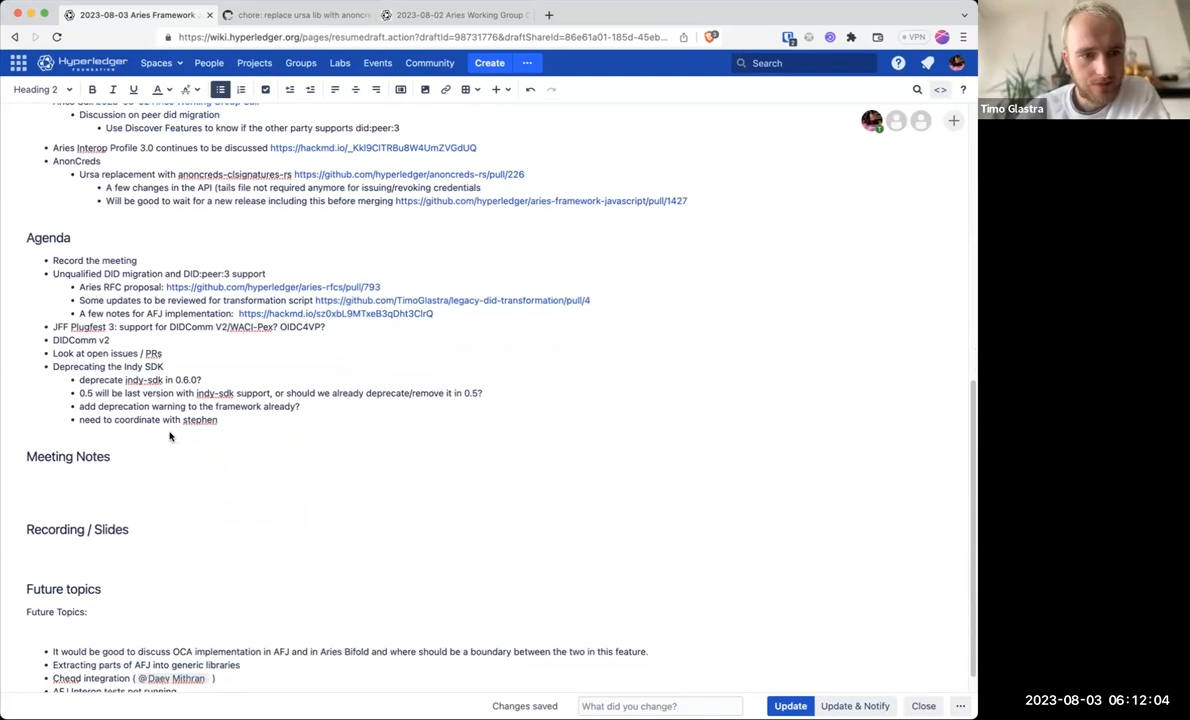 2023-08-03 Aries Framework
chore: replace ursa lib with anoncre
2023-08-02 Aries Working Group C
https://wiki.hyperledger.org/pages/resumedraft.action?draftId=98731776&draftShareId=86e61a01-185d-45eb...
VPN
HYPERLEDGER
FOUNDATION
Spaces
People
Projects
Groups
Labs
Events
Community
Create
Search
Heading 2
Timo Glastra
Discussion on peer did migration
Use Discover Features to know if the other party supports did:peer:3
Aries Interop Profile 3.0 continues to be discussed https://hackmd.io/_Kkl9ClTRBu8W4UmZVGdUQ
AnonCreds
Ursa replacement with anoncreds-clsignatures-rs https://github.com/hyperledger/anoncreds-rs/pull/226
A few changes in the API (tails file not required anymore for issuing/revoking credentials
Will be good to wait for a new release including this before merging https://github.com/hyperledger/aries-framework-javascript/pull/1427
Agenda
Record the meeting
Unqualified DID migration and DID:peer:3 support
Aries RFC proposal: https://github.com/hyperledger/aries-rfcs/pull/793
Some updates to be reviewed for transformation script https://github.com/TimoGlastra/legacy-did-transformation/pull/4
A few notes for AFJ implementation: https://hackmd.io/sz0xbL9MTxeB3qDht3ClrQ
JFF Plugfest 3: support for DIDComm V2/WACI-Pex? OIDC4VP?
DIDComm v2
Look at open issues / PRs
Deprecating the Indy SDK
deprecate indy-sdk in 0.6.0?
0.5 will be last version with indy-sdk support, or should we already deprecate/remove it in 0.5?
add deprecation warning to the framework already?
need to coordinate with stephen
Meeting Notes
Recording / Slides
Future topics
Future Topics:
It would be good to discuss OCA implementation in AFJ and in Aries Bifold and where should be a boundary between the two in this feature.
Extracting parts of AFJ into generic libraries
Cheqd integration ( @Daev Mithran )
AFJ Interop tests not running
Changes saved
What did you change?
Update
Update & Notify
Close
2023-08-03 06:12:04